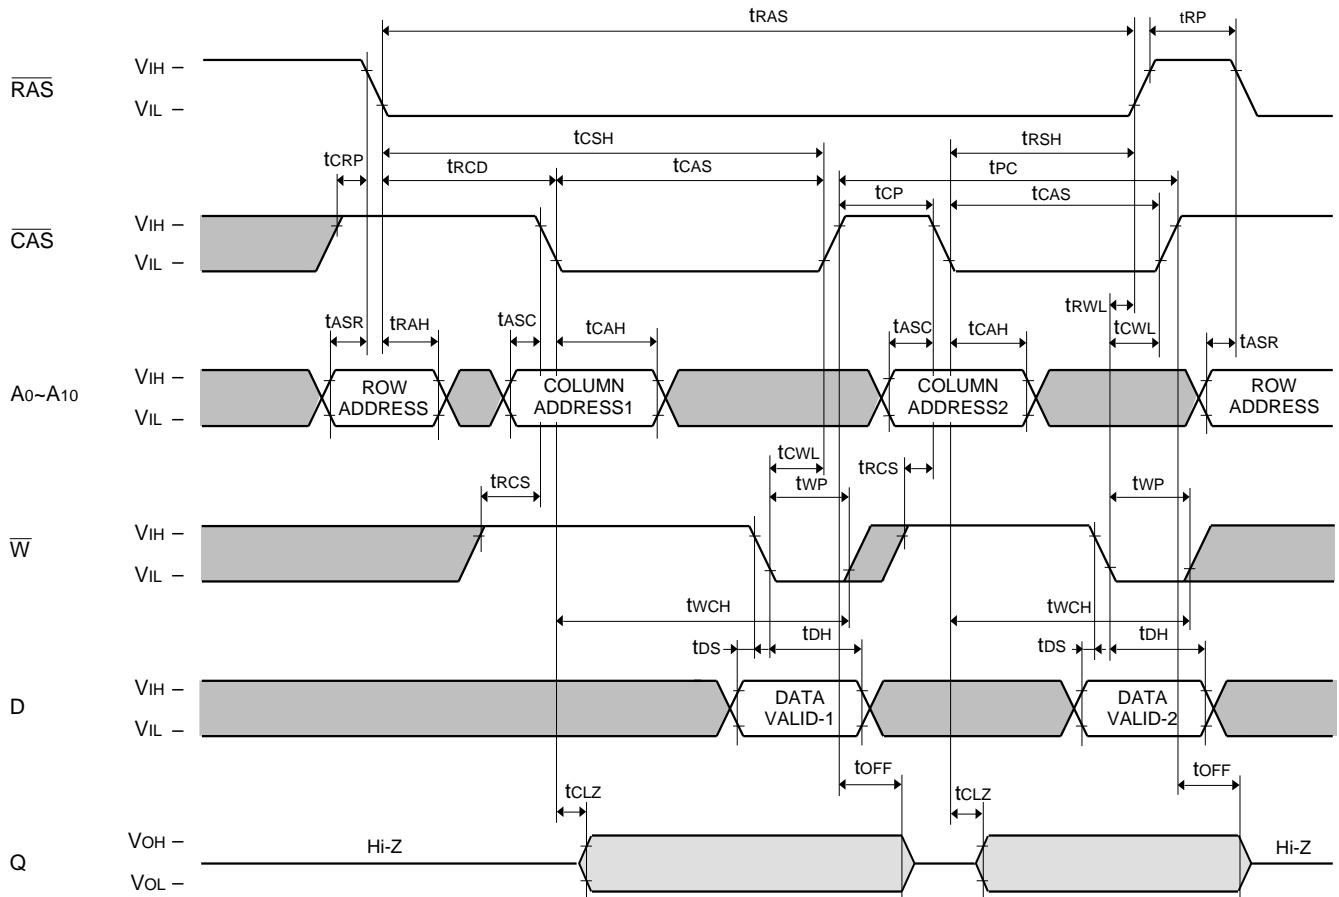 tRAS
tRP
RAS
VIH –
VIL –
tCSH
tRSH
tCRP
tRCD
tCAS
tPC
tCP
tCAS
CAS
VIH –
VIL –
tRWL
tASR
tRAH
tASC
tCAH
tASC
tCAH
tCWL
tASR
A0~A10
VIH –
VIL –
ROW
ADDRESS
COLUMN
ADDRESS1
COLUMN
ADDRESS2
ROW
ADDRESS
tCWL
tRCS
tRCS
tWP
tWP
W
VIH –
VIL –
tWCH
tWCH
tDS
tDH
tDS
tDH
D
VIH –
VIL –
DATA
VALID-1
DATA
VALID-2
tCLZ
tOFF
tCLZ
tOFF
Q
VOH –
VOL –
Hi-Z
Hi-Z